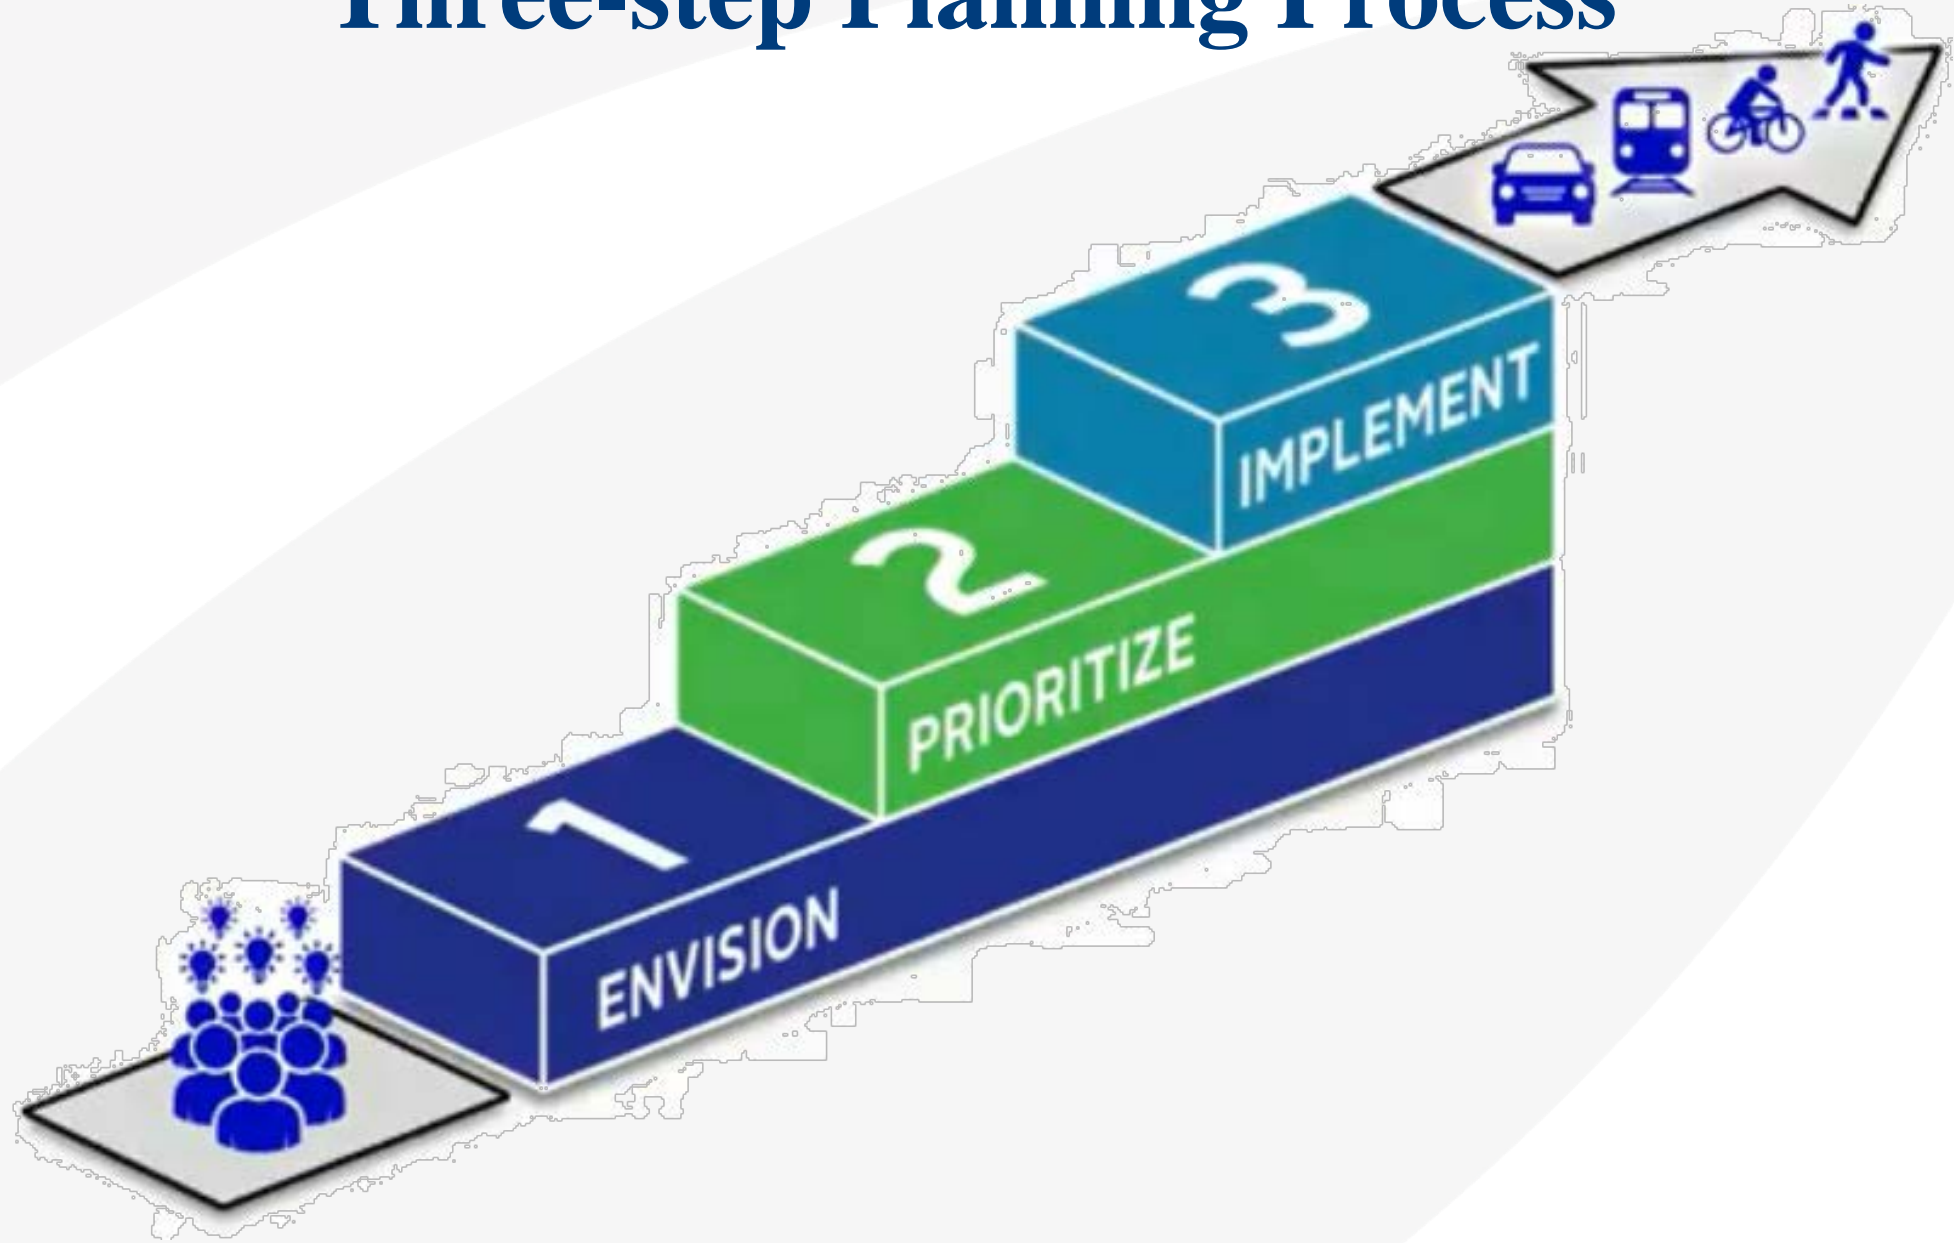 Three-step Planning Process
3
IMPLEMENT
2
PRIORITIZE
1
ENVISION